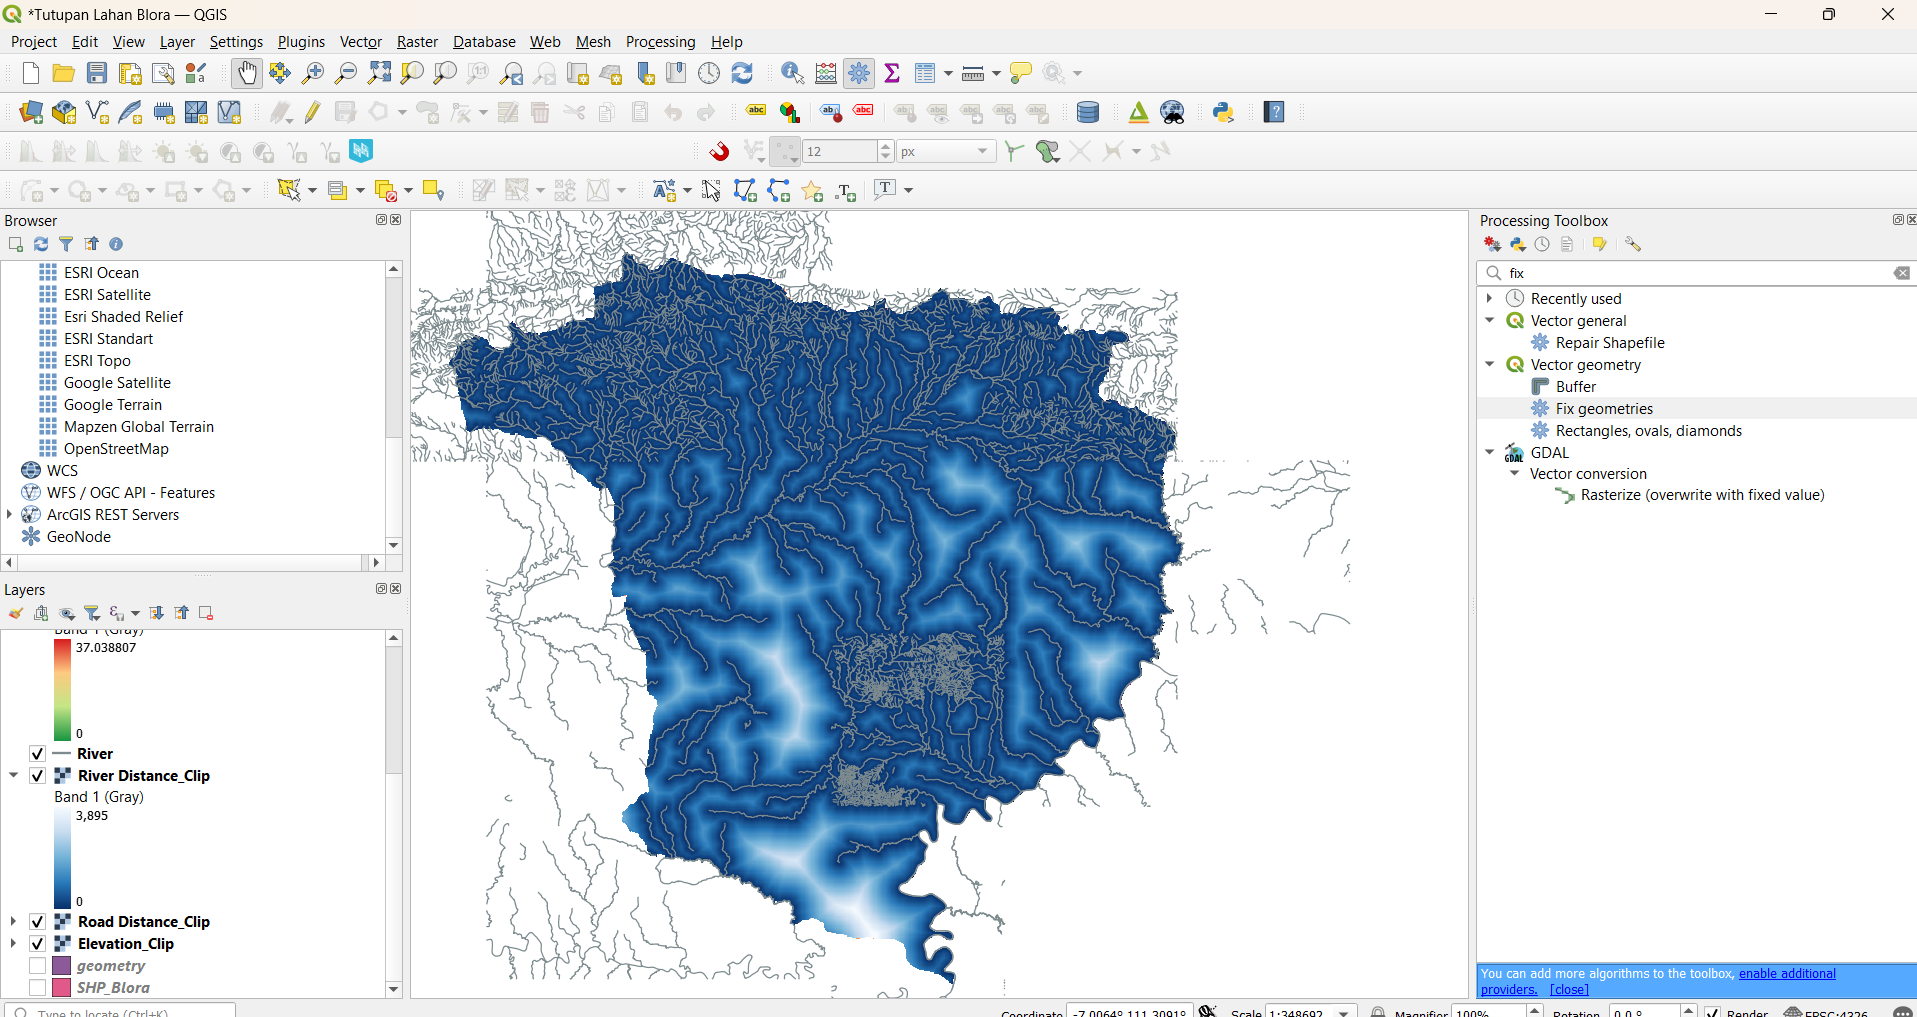 *Tutupan Lahan Blora — QGIS
Project Edit View Layer Settings Plugins Vector Raster Database Web Mesh Processing Help
12 px
Browser
ESRI Ocean
ESRI Satellite
Esri Shaded Relief
ESRI Standart
ESRI Topo
Google Satellite
Google Terrain
Mapzen Global Terrain
OpenStreetMap
WCS
WFS / OGC API - Features
ArcGIS REST Servers
GeoNode
Layers
Band 1 (Gray)
37.038807
0
River
River Distance_Clip
Band 1 (Gray)
3,895
0
Road Distance_Clip
Elevation_Clip
geometry
SHP_Blora
Processing Toolbox
fix
Recently used
Vector general
Repair Shapefile
Vector geometry
Buffer
Fix geometries
Rectangles, ovals, diamonds
GDAL
Vector conversion
Rasterize (overwrite with fixed value)
You can add more algorithms to the toolbox, enable additional
providers. [close]
Type to locate (Ctrl+K) Coordinate -7.0064° 111.3091° Scale 1:348692 Magnifier 100% Rotation 0.0 ° Render EPSG:4326